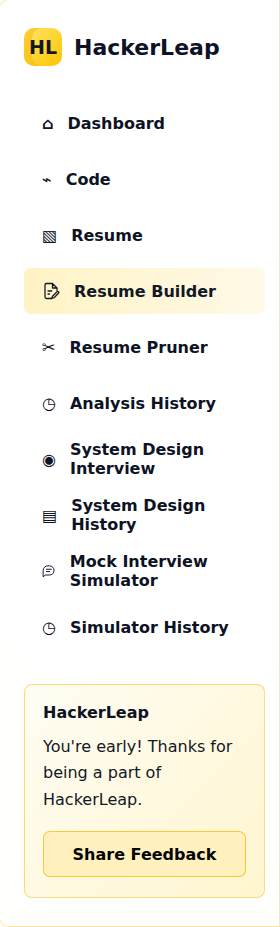 HL HackerLeap
Dashboard
Code
Resume
Resume Builder
Resume Pruner
Analysis History
System Design
Interview
System Design
History
Mock Interview
Simulator
Simulator History
HackerLeap
You're early! Thanks for
being a part of
HackerLeap.
Share Feedback